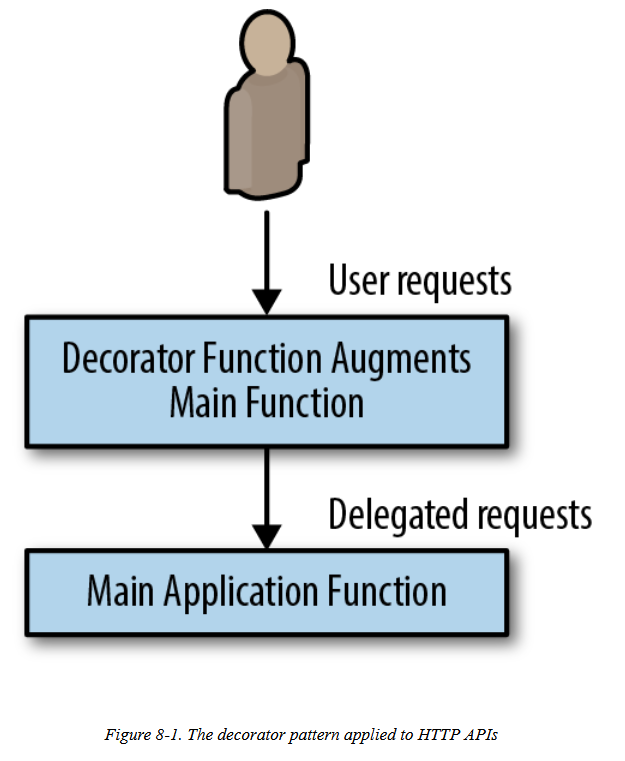 User requests
Decorator Function Augments
Main Function
Delegated requests
Main Application Function
Figure 8-1. The decorator pattern applied to HTTP APIs